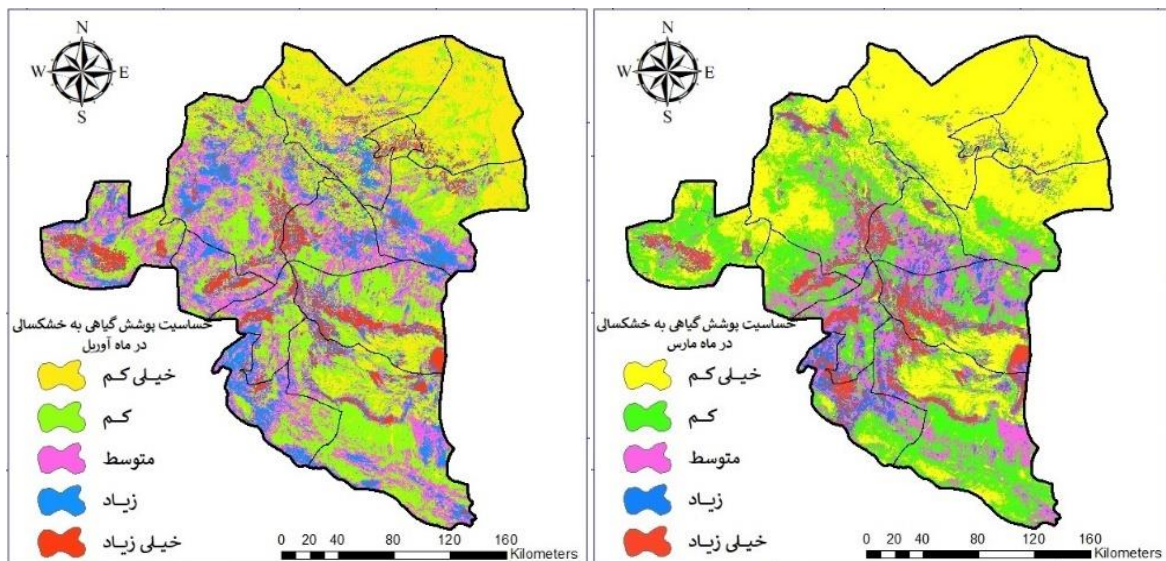 N
W E
S
حساسیت پوشش گیاهی به خشکسالی
در ماه آوریل
خیلی کم
کم
متوسط
زیاد
خیلی زیاد
0 20 40 80 120 160
Kilometers
N
W E
S
حساسیت پوشش گیاهی به خشکسالی
در ماه مارس
خیلی کم
کم
متوسط
زیاد
خیلی زیاد
0 20 40 80 120 160
Kilometers